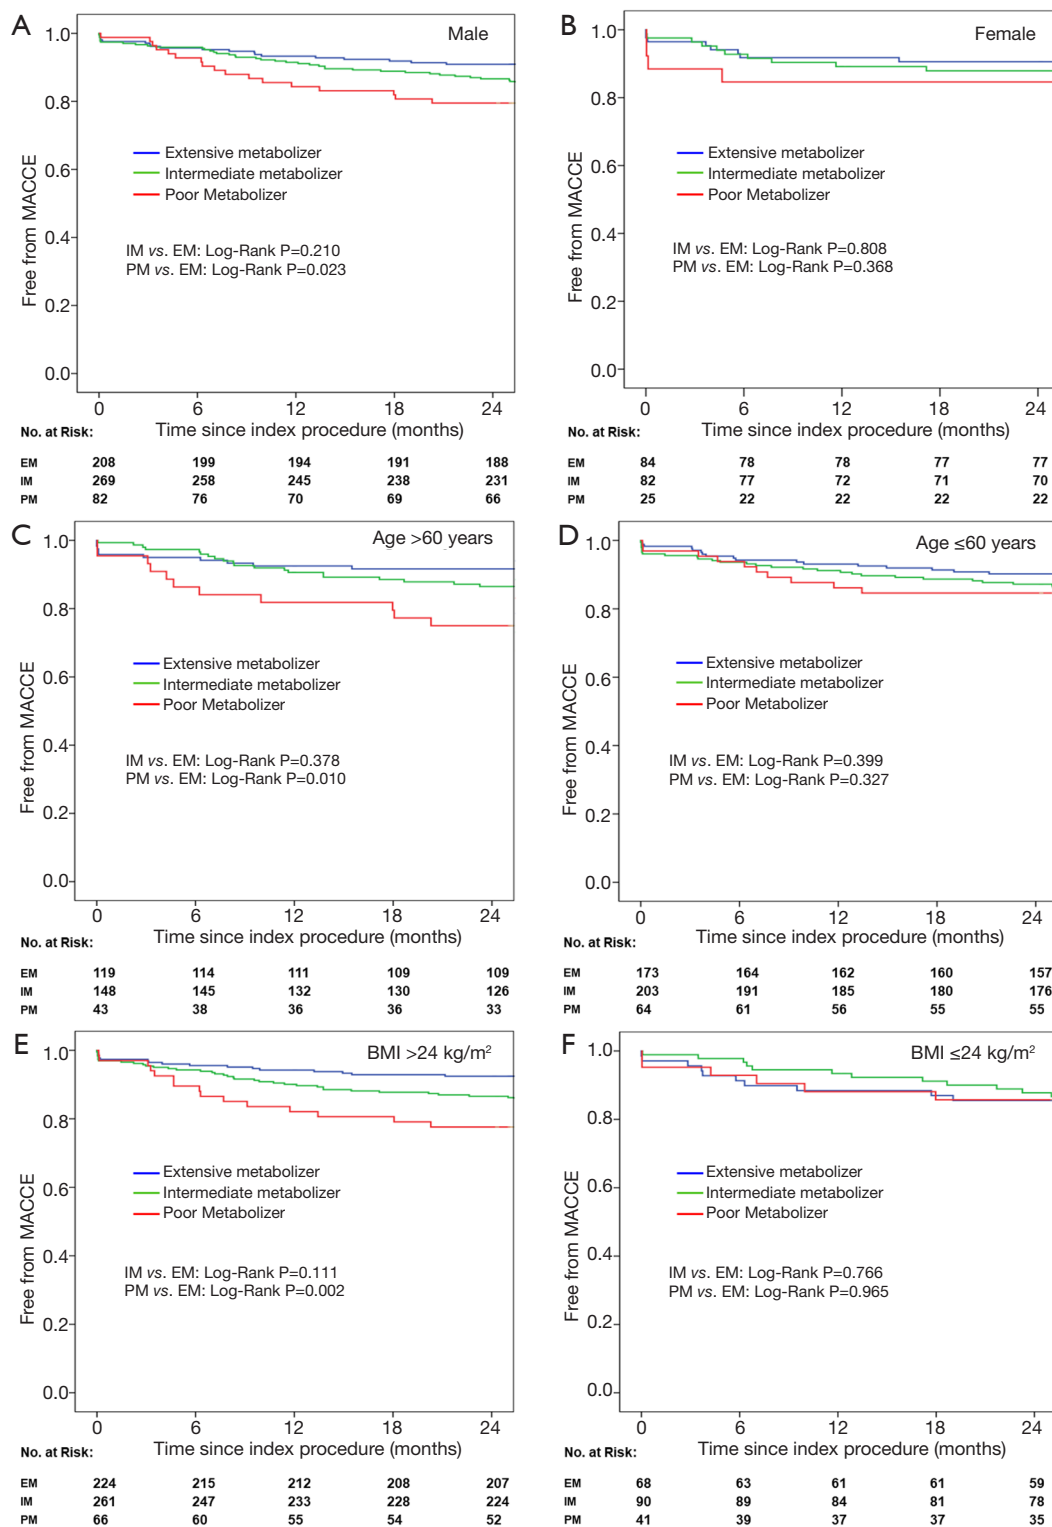 A
Male
1.0
0.8
0.6
0.4
0.2
0.0
Free from MACCE
Extensive metabolizer
Intermediate metabolizer
Poor Metabolizer
IM vs. EM: Log-Rank P=0.210
PM vs. EM: Log-Rank P=0.023
0 6 12 18 24
No. at Risk: Time since index procedure (months)
EM 208 199 194 191 188
IM 269 258 245 238 231
PM 82 76 70 69 66
B
Female
1.0
0.8
0.6
0.4
0.2
0.0
Free from MACCE
Extensive metabolizer
Intermediate metabolizer
Poor Metabolizer
IM vs. EM: Log-Rank P=0.808
PM vs. EM: Log-Rank P=0.368
0 6 12 18 24
No. at Risk: Time since index procedure (months)
EM 84 78 78 77 77
IM 82 77 72 71 70
PM 25 22 22 22 22
C
Age >60 years
1.0
0.8
0.6
0.4
0.2
0.0
Free from MACCE
Extensive metabolizer
Intermediate metabolizer
Poor Metabolizer
IM vs. EM: Log-Rank P=0.378
PM vs. EM: Log-Rank P=0.010
0 6 12 18 24
No. at Risk: Time since index procedure (months)
EM 119 114 111 109 109
IM 148 145 132 130 126
PM 43 38 36 36 33
D
Age ≤60 years
1.0
0.8
0.6
0.4
0.2
0.0
Free from MACCE
Extensive metabolizer
Intermediate metabolizer
Poor Metabolizer
IM vs. EM: Log-Rank P=0.399
PM vs. EM: Log-Rank P=0.327
0 6 12 18 24
No. at Risk: Time since index procedure (months)
EM 173 164 162 160 157
IM 203 191 185 180 176
PM 64 61 56 55 55
E
BMI >24 kg/m²
1.0
0.8
0.6
0.4
0.2
0.0
Free from MACCE
Extensive metabolizer
Intermediate metabolizer
Poor Metabolizer
IM vs. EM: Log-Rank P=0.111
PM vs. EM: Log-Rank P=0.002
0 6 12 18 24
No. at Risk: Time since index procedure (months)
EM 224 215 212 208 207
IM 261 247 233 228 224
PM 66 60 55 54 52
F
BMI ≤24 kg/m²
1.0
0.8
0.6
0.4
0.2
0.0
Free from MACCE
Extensive metabolizer
Intermediate metabolizer
Poor Metabolizer
IM vs. EM: Log-Rank P=0.766
PM vs. EM: Log-Rank P=0.965
0 6 12 18 24
No. at Risk: Time since index procedure (months)
EM 68 63 61 61 59
IM 90 89 84 81 78
PM 41 39 37 37 35